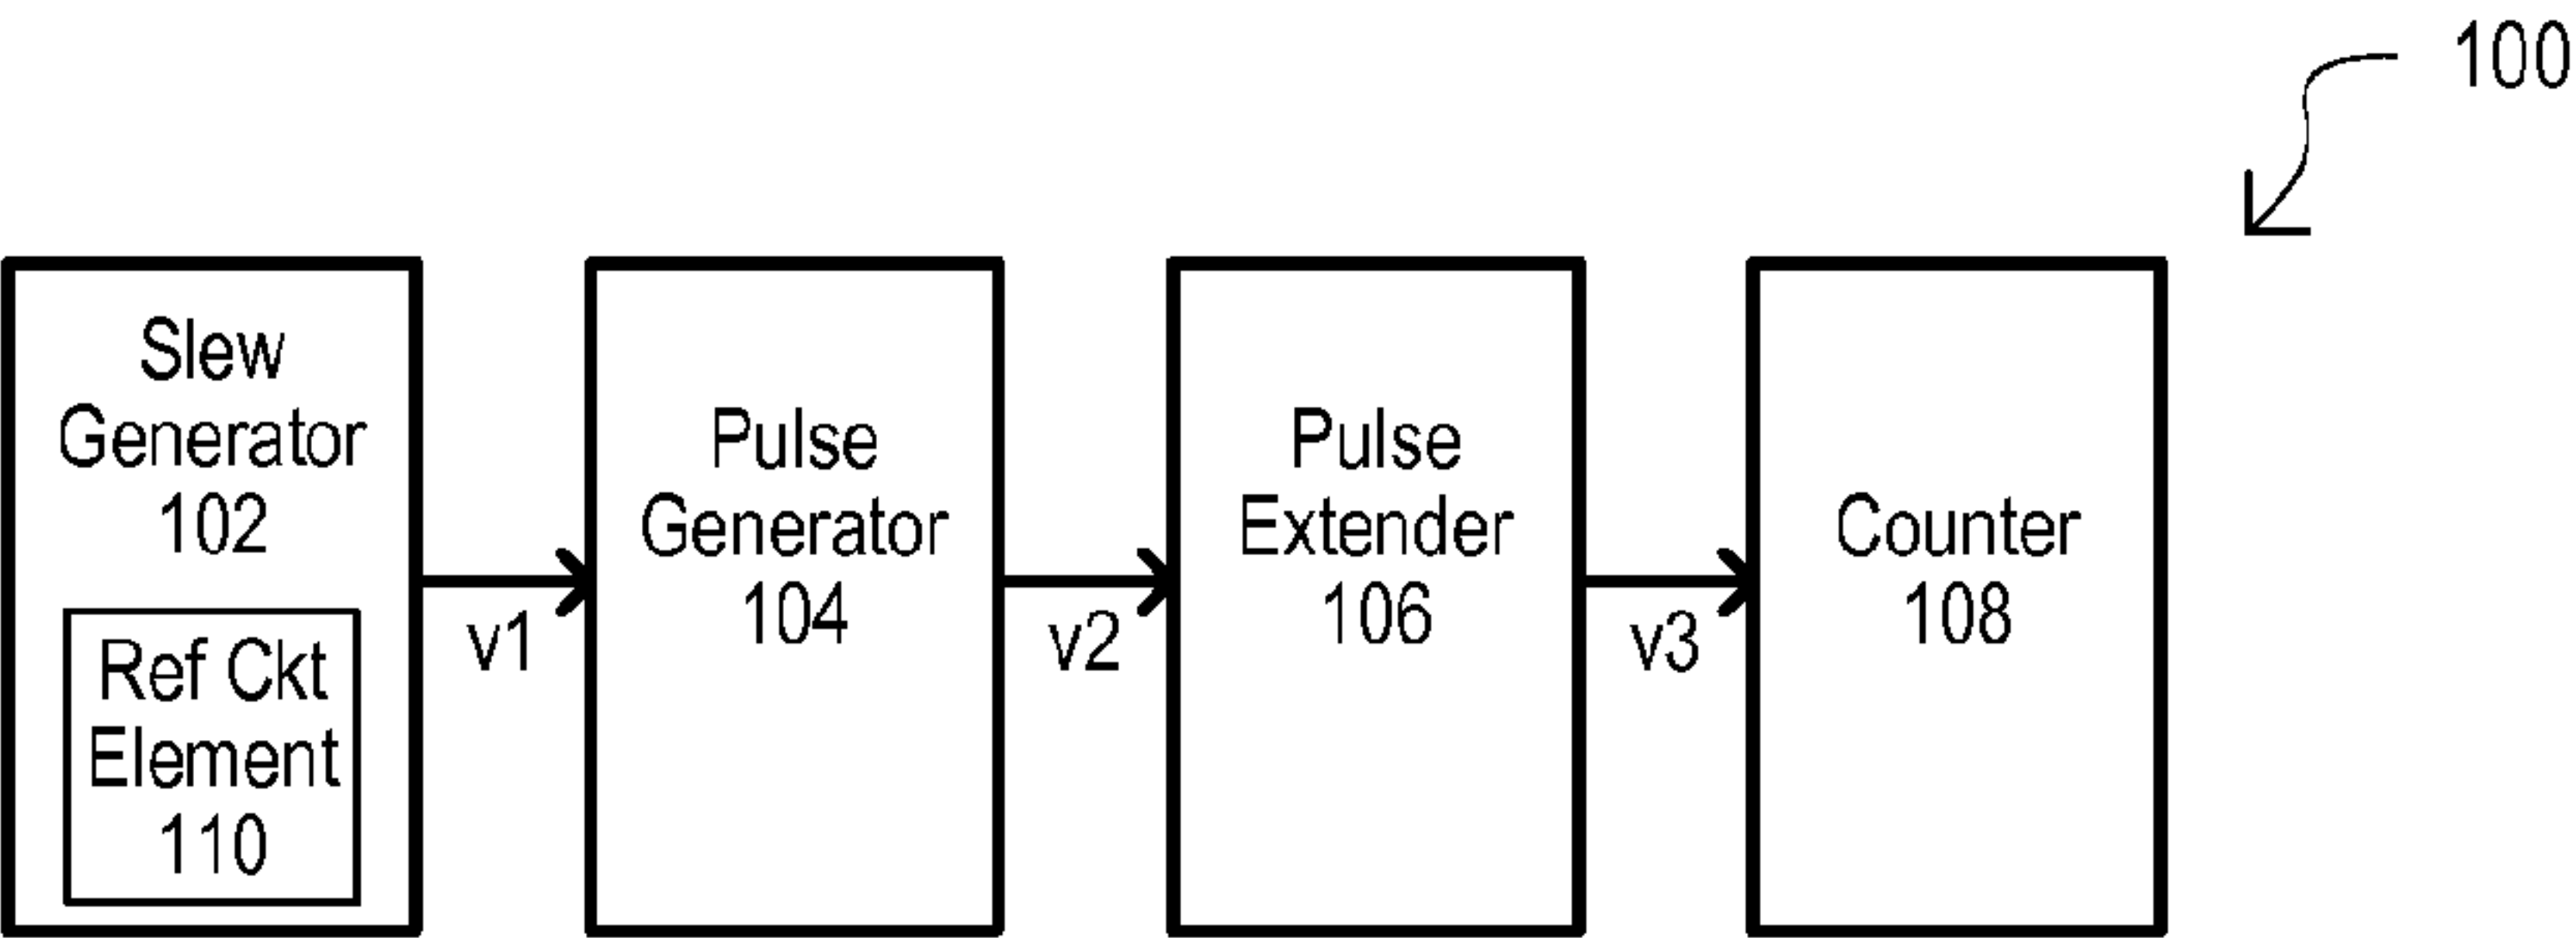 100
Slew
Generator
102
Ref Ckt
Element
110
v1
Pulse
Generator
104
v2
Pulse
Extender
106
v3
Counter
108